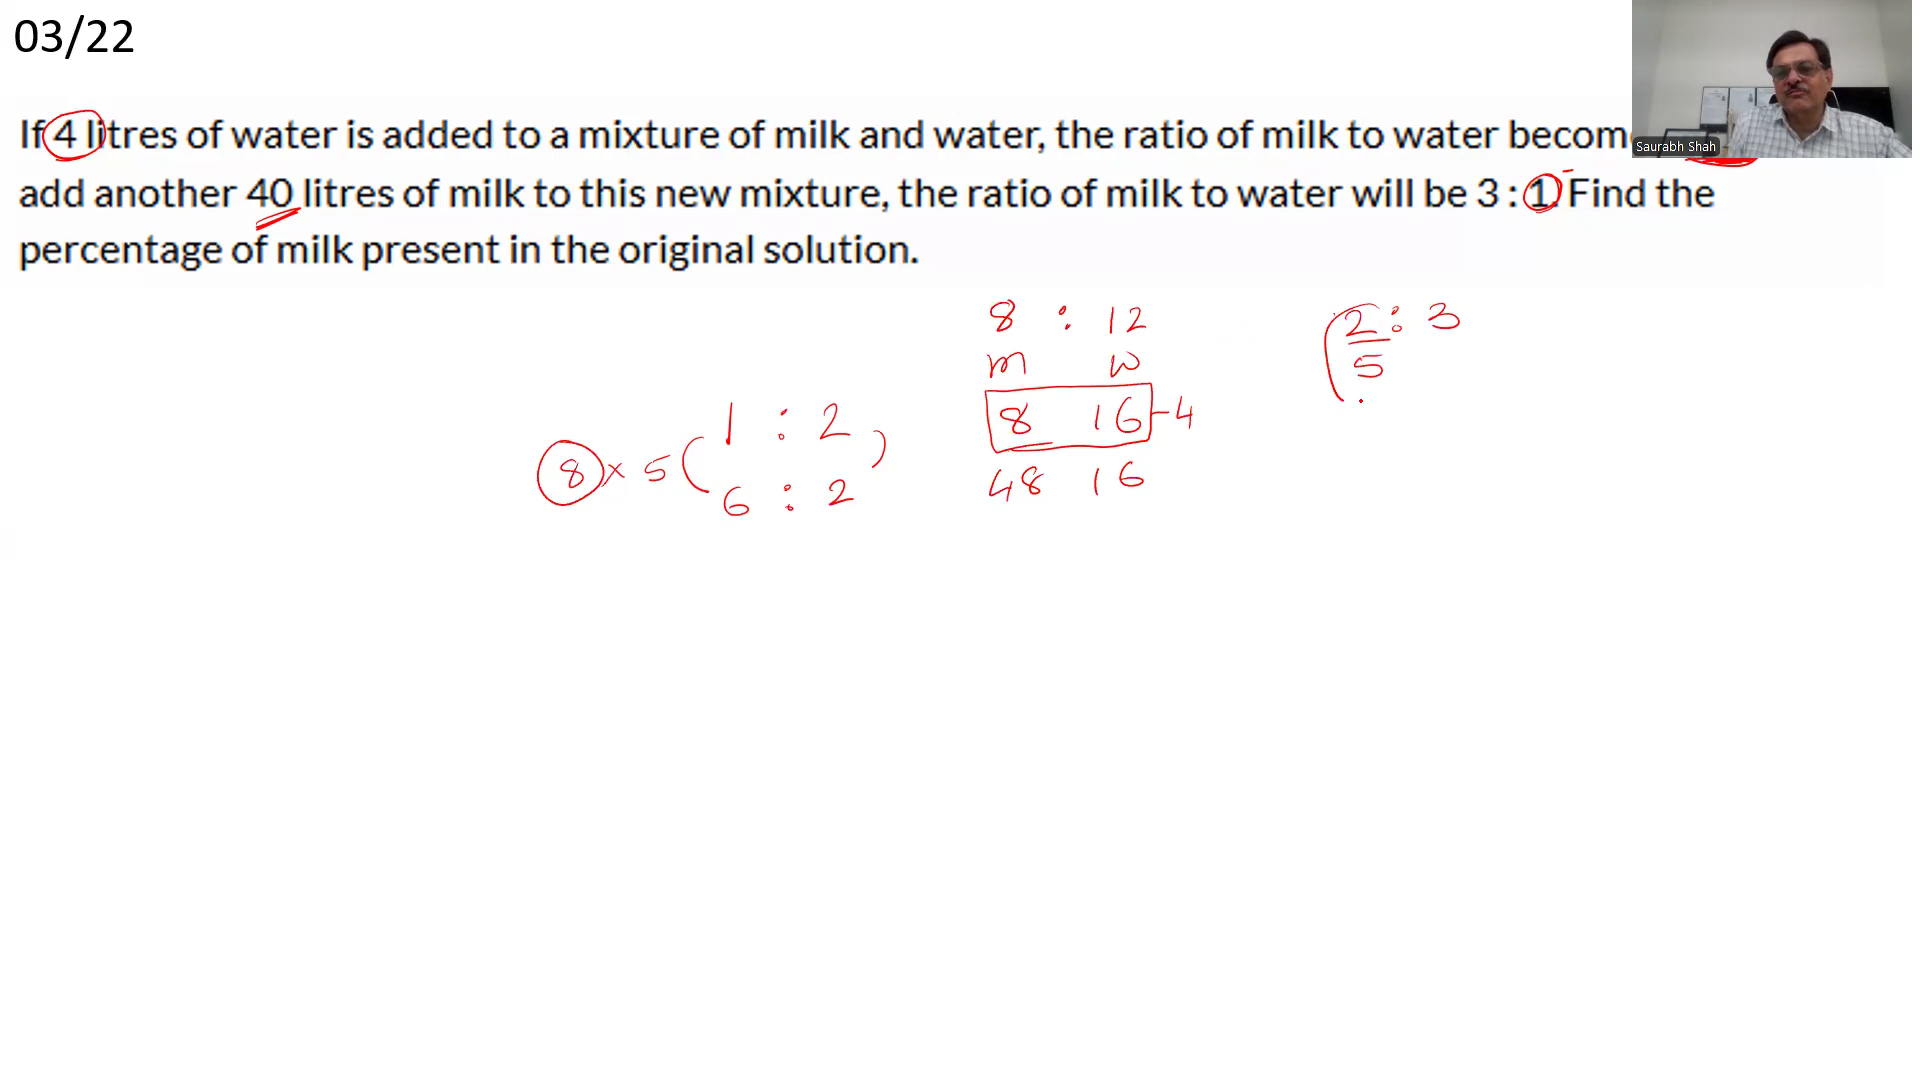 03/22
Saurabh Shah
If 4 litres of water is added to a mixture of milk and water, the ratio of milk to water becom
add another 40 litres of milk to this new mixture, the ratio of milk to water will be 3 : 1. Find the
percentage of milk present in the original solution.
8 : 12
m w
8 16 - 4
48 16
8 × 5 ( 1 : 2 )
6 : 2
2 : 3
5